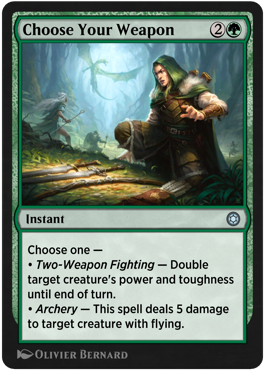 Choose Your Weapon 2
Instant
Choose one —
• Two-Weapon Fighting — Double
target creature's power and toughness
until end of turn.
• Archery — This spell deals 5 damage
to target creature with flying.
OLIVIER BERNARD